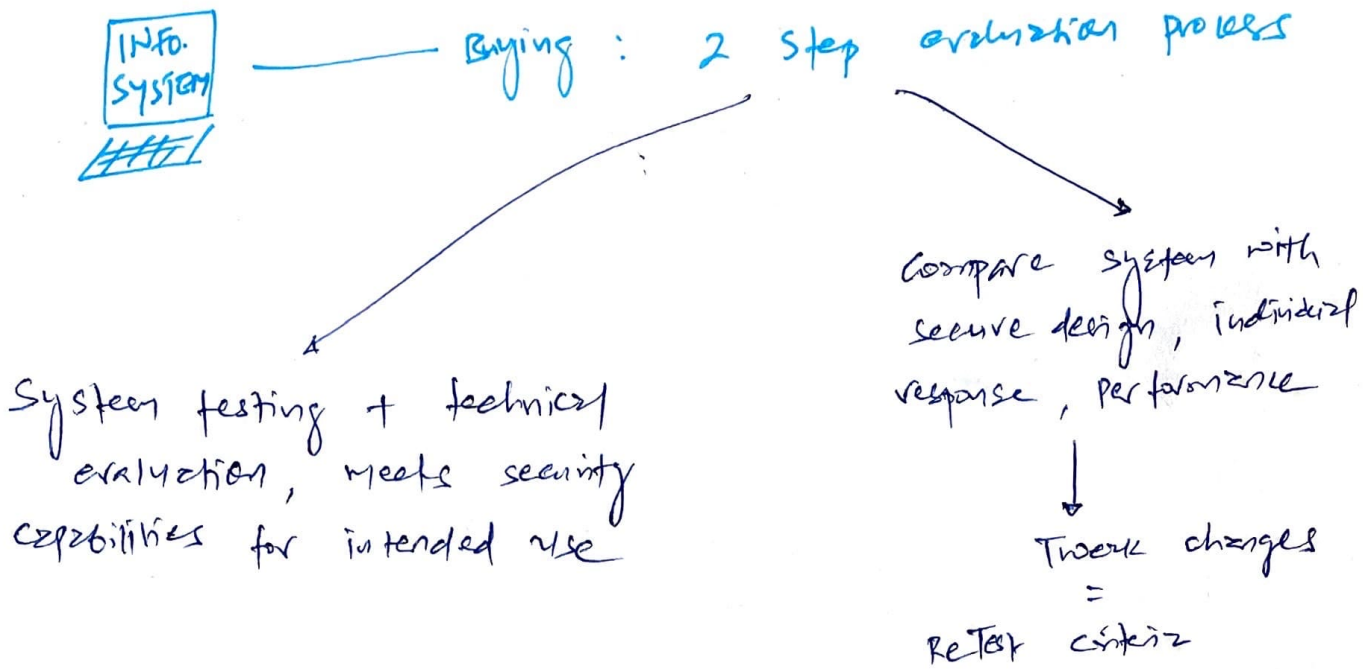 INFO.
SYSTEM
Buying : 2 step evaluation process
System testing + technical
evaluation, meets security
capabilities for intended use
Compare system with
secure design, individual
response, performance
Tweak changes
=
ReTest criteria